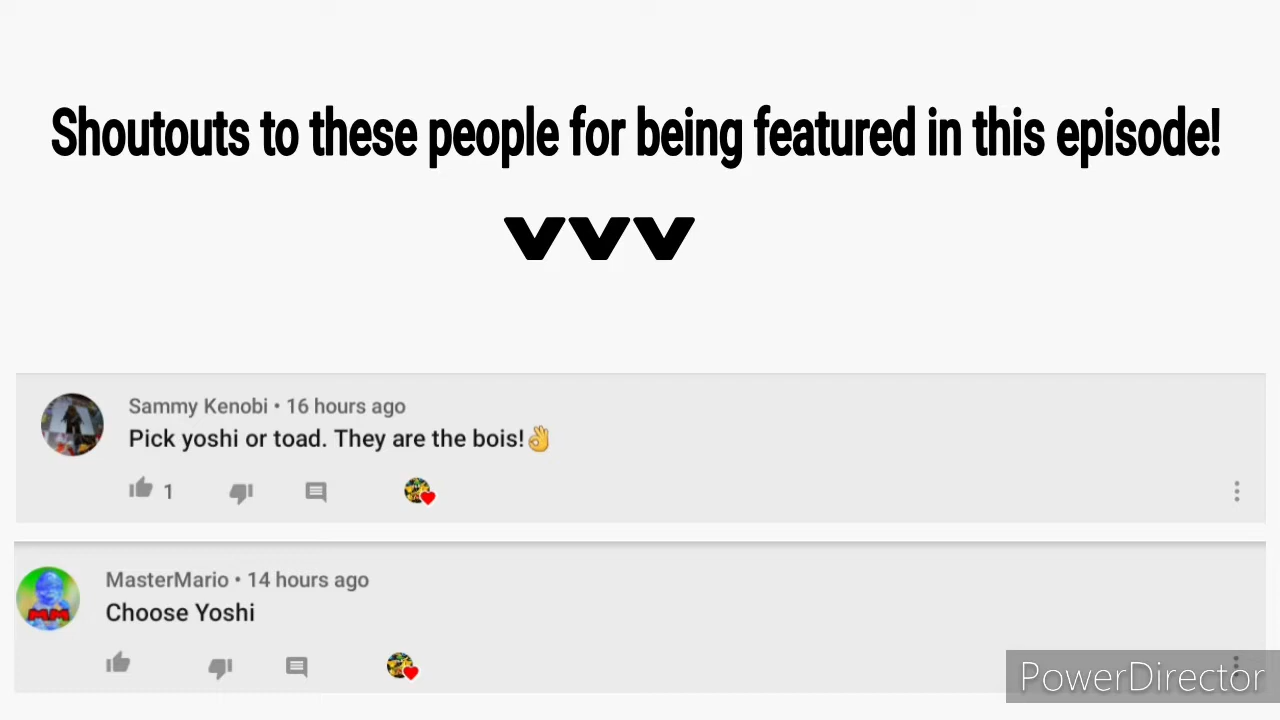 Shoutouts to these people for being featured in this episode!
vvv
Sammy Kenobi • 16 hours ago
Pick yoshi or toad. They are the bois!👌
1
MasterMario • 14 hours ago
Choose Yoshi
MM
PowerDirector